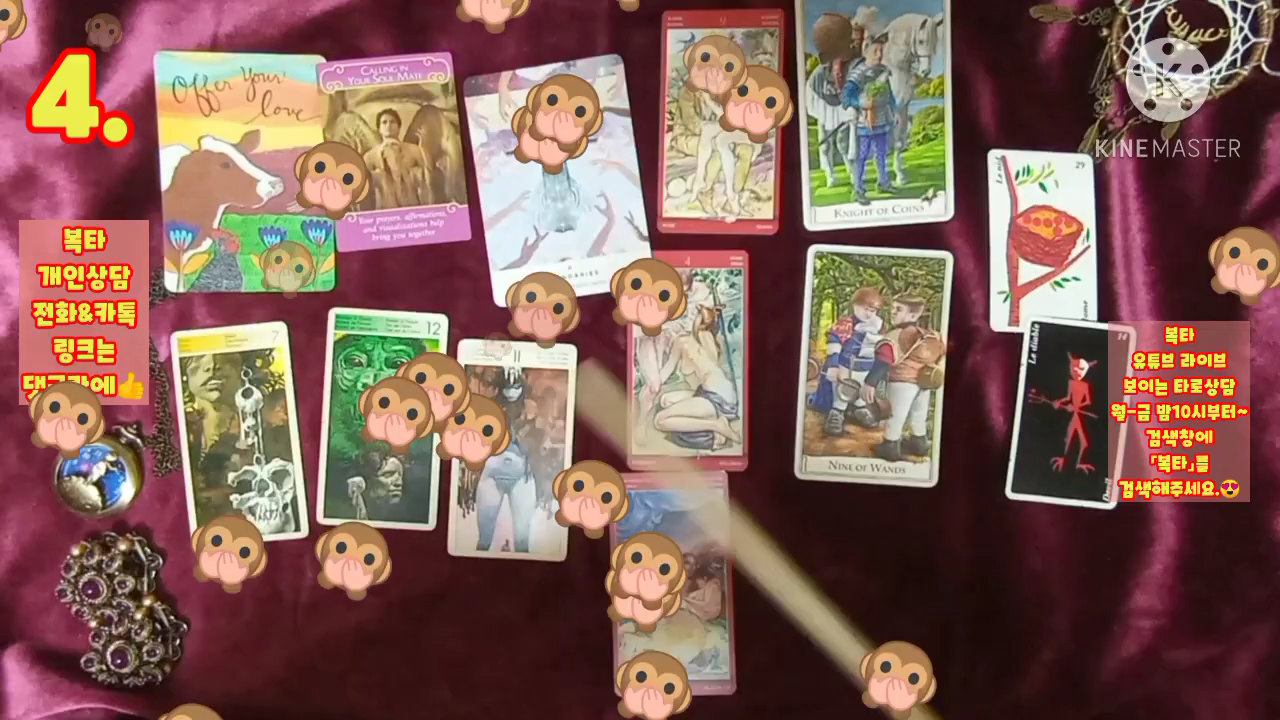 4.
Offer Your
love
CALLING IN
YOUR SOUL MATE
Your prayers, affirmations,
and visualizations help
bring you together
KNIGHT OF COINS
NINE OF WANDS
29
Le diable
7
12
II
4
복타
개인상담
전화&카톡
링크는
복타
유튜브 라이브
보이는 타로상담
월-금 밤10시부터~
검색창에
「복타」를
검색해주세요.
K
KINEMASTER